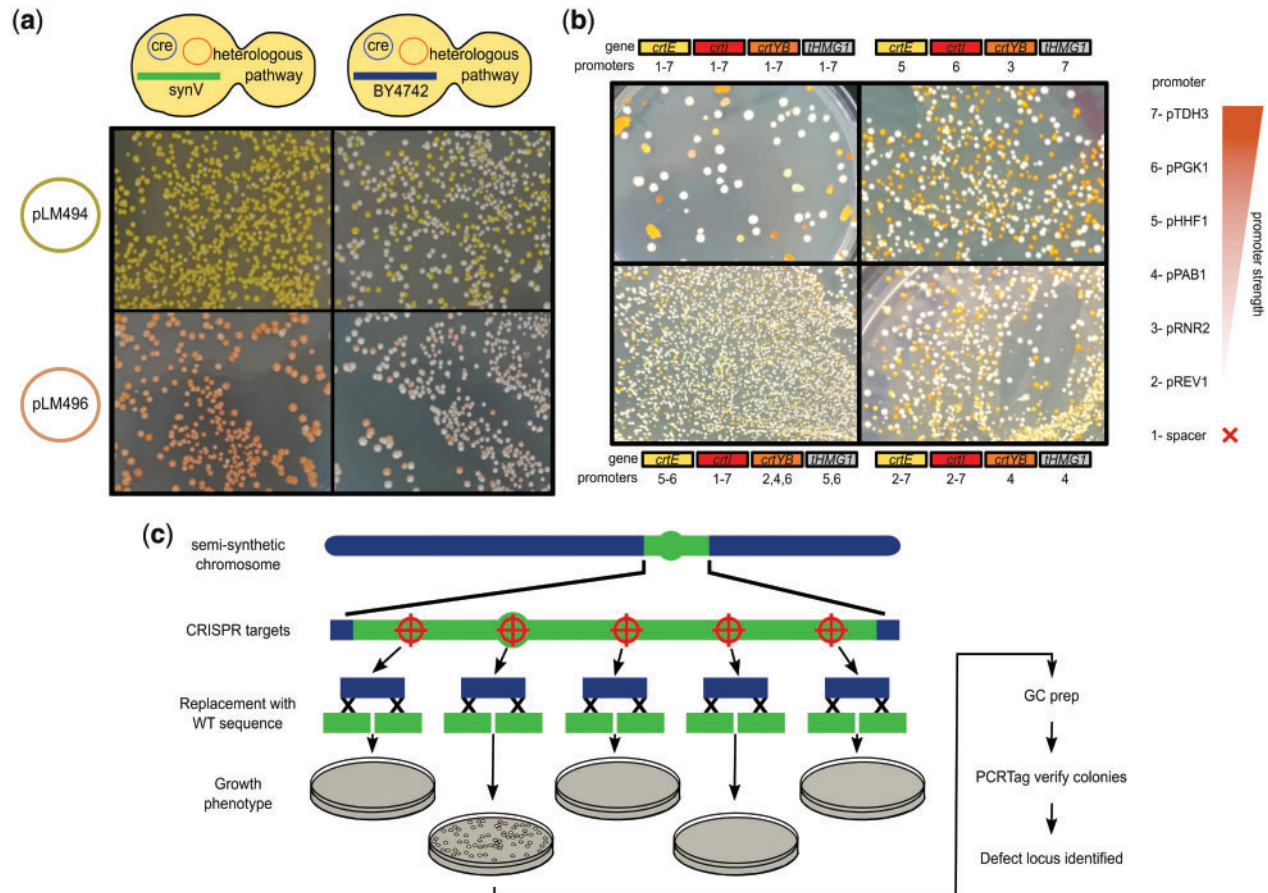 (a)
cre
heterologous
pathway
synV
cre
heterologous
pathway
BY4742
pLM494
pLM496
(b)
gene crtE crtI crtYB tHMG1 crtE crtI crtYB tHMG1
promoters 1-7 1-7 1-7 1-7 5 6 3 7
gene crtE crtI crtYB tHMG1 crtE crtI crtYB tHMG1
promoters 5-6 1-7 2,4,6 5,6 2-7 2-7 4 4
promoter
7- pTDH3
6- pPGK1
5- pHHF1
4- pPAB1
3- pRNR2
2- pREV1
1- spacer
promoter strength
(c)
semi-synthetic
chromosome
CRISPR targets
Replacement with
WT sequence
Growth
phenotype
GC prep
PCRTag verify colonies
Defect locus identified